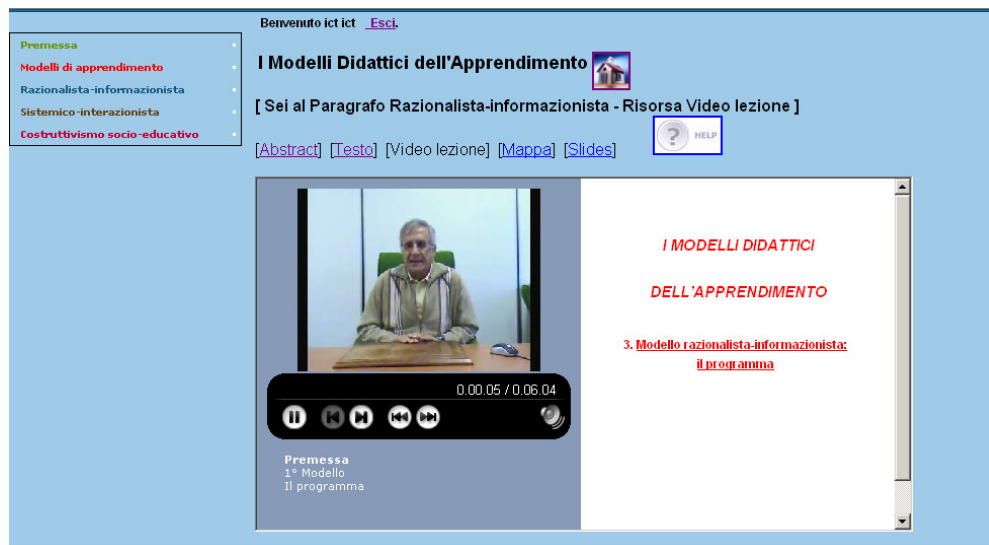 Benvenuto ict ict Esci.
Premessa
Modelli di apprendimento
Razionalista-informazionista
Sistemico-interazionista
Costruttivismo socio-educativo
I Modelli Didattici dell'Apprendimento
[ Sei al Paragrafo Razionalista-informazionista - Risorsa Video lezione ]
? HELP
[Abstract] [Testo] [Video lezione] [Mappa] [Slides]
0.00.05 / 0.06.04
Premessa
1° Modello
Il programma
I MODELLI DIDATTICI
DELL'APPRENDIMENTO
3. Modello razionalista-informazionista:
il programma